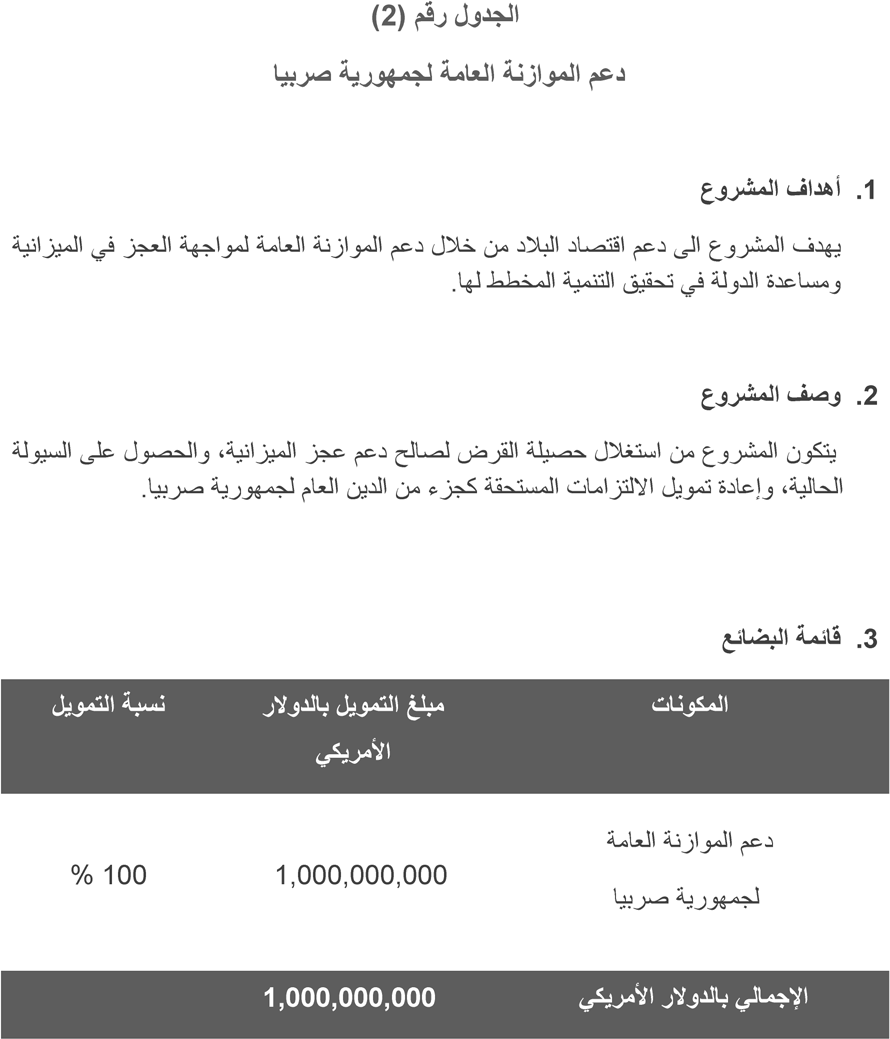 الجدول رقم (2)
دعم الموازنة العامة لجمهورية صربيا
1. أهداف المشروع
يهدف المشروع الى دعم اقتصاد البلاد من خلال دعم الموازنة العامة لمواجهة العجز في الميزانية
ومساعدة الدولة في تحقيق التنمية المخطط لها.
2. وصف المشروع
يتكون المشروع من استغلال حصيلة القرض لصالح دعم عجز الميزانية، والحصول على السيولة
الحالية، وإعادة تمويل الالتزامات المستحقة كجزء من الدين العام لجمهورية صربيا.
3. قائمة البضائع
المكونات مبلغ التمويل بالدولار نسبة التمويل
الأمريكي
دعم الموازنة العامة
1,000,000,000 100 %
لجمهورية صربيا
الإجمالي بالدولار الأمريكي 1,000,000,000